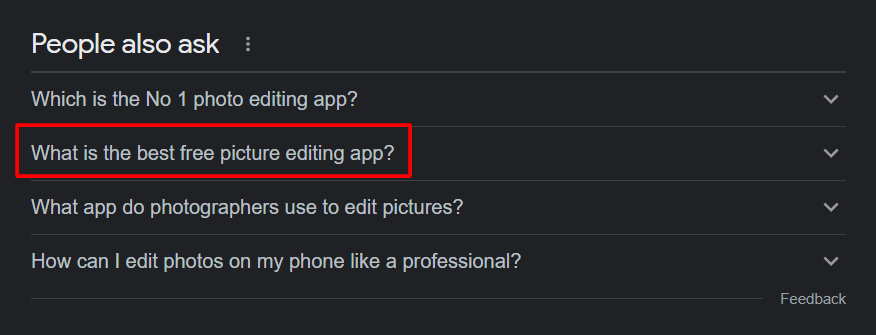 People also ask
Which is the No 1 photo editing app?
What is the best free picture editing app?
What app do photographers use to edit pictures?
How can I edit photos on my phone like a professional?
Feedback